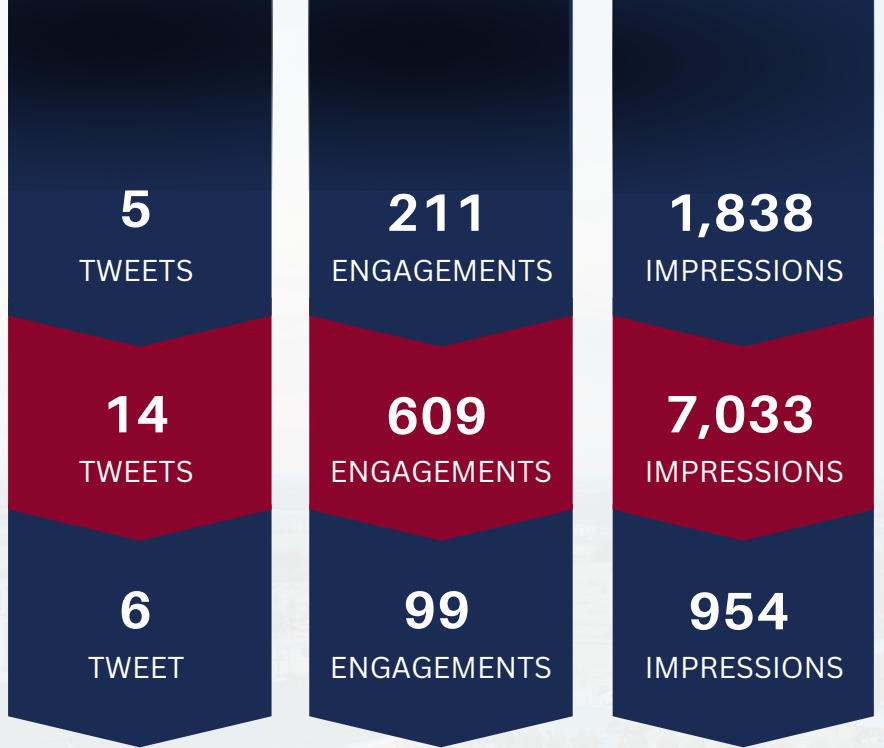 5 211 1,838
TWEETS ENGAGEMENTS IMPRESSIONS
14 609 7,033
TWEETS ENGAGEMENTS IMPRESSIONS
6 99 954
TWEET ENGAGEMENTS IMPRESSIONS